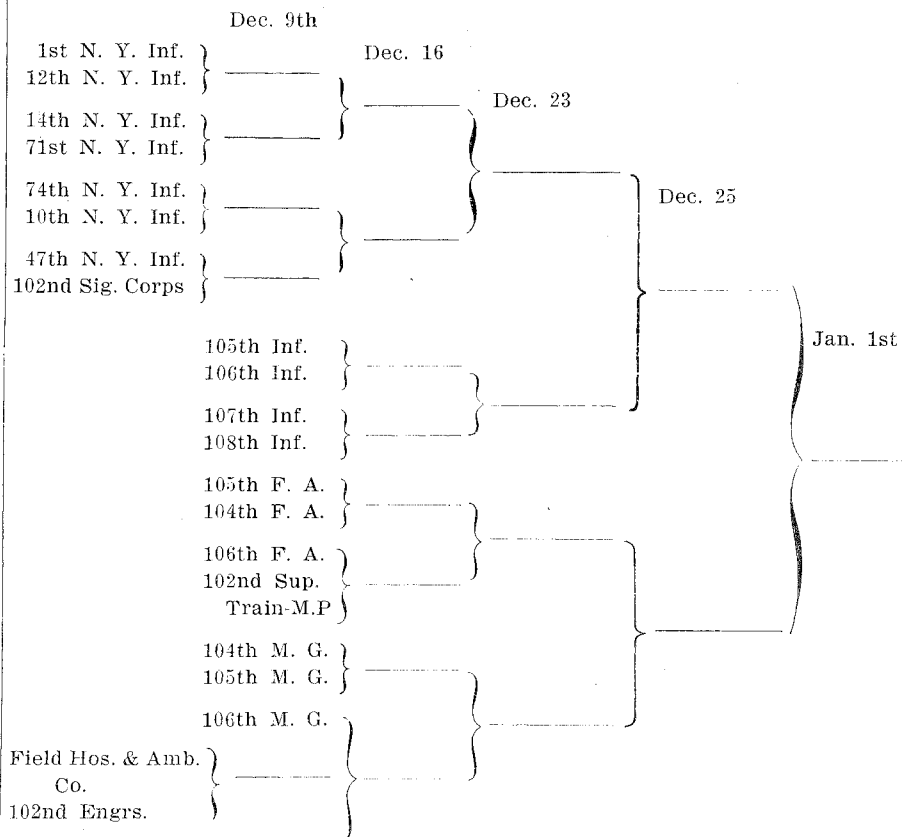 Dec. 9th
1st N. Y. Inf.
12th N. Y. Inf.
Dec. 16
14th N. Y. Inf.
71st N. Y. Inf.
Dec. 23
74th N. Y. Inf.
10th N. Y. Inf.
Dec. 25
47th N. Y. Inf.
102nd Sig. Corps
105th Inf.
106th Inf.
Jan. 1st
107th Inf.
108th Inf.
105th F. A.
104th F. A.
106th F. A.
102nd Sup.
Train-M.P
104th M. G.
105th M. G.
106th M. G.
Field Hos. & Amb.
Co.
102nd Engrs.